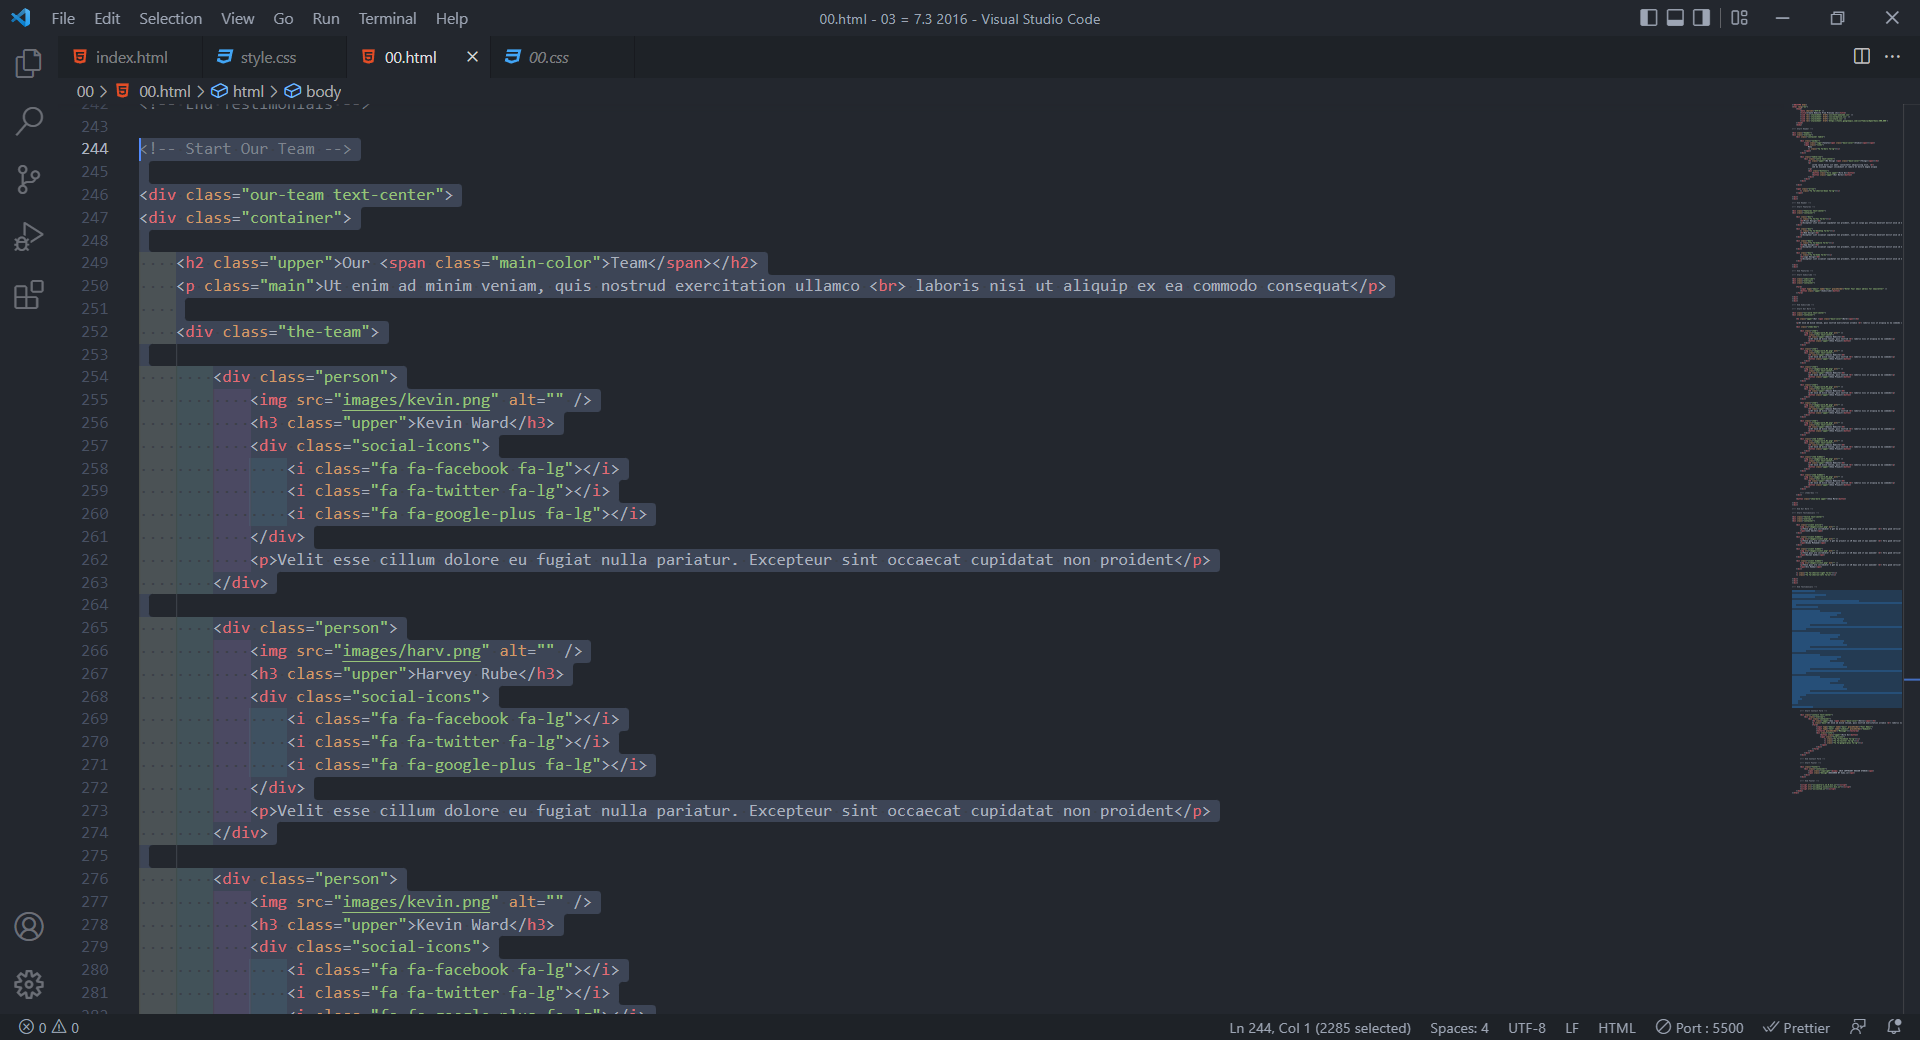 File Edit Selection View Go Run Terminal Help
00.html - 03 = 7.3 2016 - Visual Studio Code
index.html style.css 00.html 00.css
00 > 00.html > html > body
242 <!-- End Testimonials -->
243
244 <!-- Start Our Team -->
245
246 <div class="our-team text-center">
247 <div class="container">
248
249 <h2 class="upper">Our <span class="main-color">Team</span></h2>
250 <p class="main">Ut enim ad minim veniam, quis nostrud exercitation ullamco <br> laboris nisi ut aliquip ex ea commodo consequat</p>
251
252 <div class="the-team">
253
254 <div class="person">
255 <img src="images/kevin.png" alt="" />
256 <h3 class="upper">Kevin Ward</h3>
257 <div class="social-icons">
258 <i class="fa fa-facebook fa-lg"></i>
259 <i class="fa fa-twitter fa-lg"></i>
260 <i class="fa fa-google-plus fa-lg"></i>
261 </div>
262 <p>Velit esse cillum dolore eu fugiat nulla pariatur. Excepteur sint occaecat cupidatat non proident</p>
263 </div>
264
265 <div class="person">
266 <img src="images/harv.png" alt="" />
267 <h3 class="upper">Harvey Rube</h3>
268 <div class="social-icons">
269 <i class="fa fa-facebook fa-lg"></i>
270 <i class="fa fa-twitter fa-lg"></i>
271 <i class="fa fa-google-plus fa-lg"></i>
272 </div>
273 <p>Velit esse cillum dolore eu fugiat nulla pariatur. Excepteur sint occaecat cupidatat non proident</p>
274 </div>
275
276 <div class="person">
277 <img src="images/kevin.png" alt="" />
278 <h3 class="upper">Kevin Ward</h3>
279 <div class="social-icons">
280 <i class="fa fa-facebook fa-lg"></i>
281 <i class="fa fa-twitter fa-lg"></i>
282 <i class="fa fa-google-plus fa-lg"></i>
0 0 Ln 244, Col 1 (2285 selected) Spaces: 4 UTF-8 LF HTML Port : 5500 Prettier